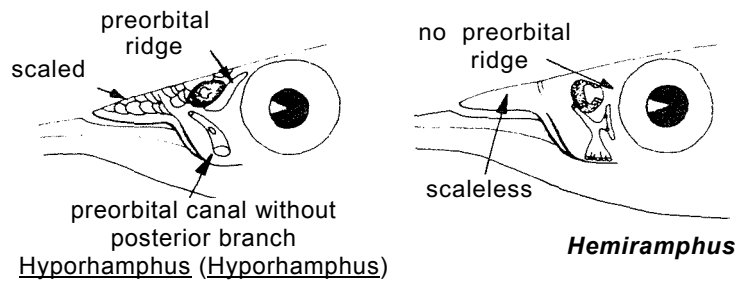 preorbital
ridge
scaled
preorbital canal without
posterior branch
Hyporhamphus (Hyporhamphus)
no preorbital
ridge
scaleless
Hemiramphus